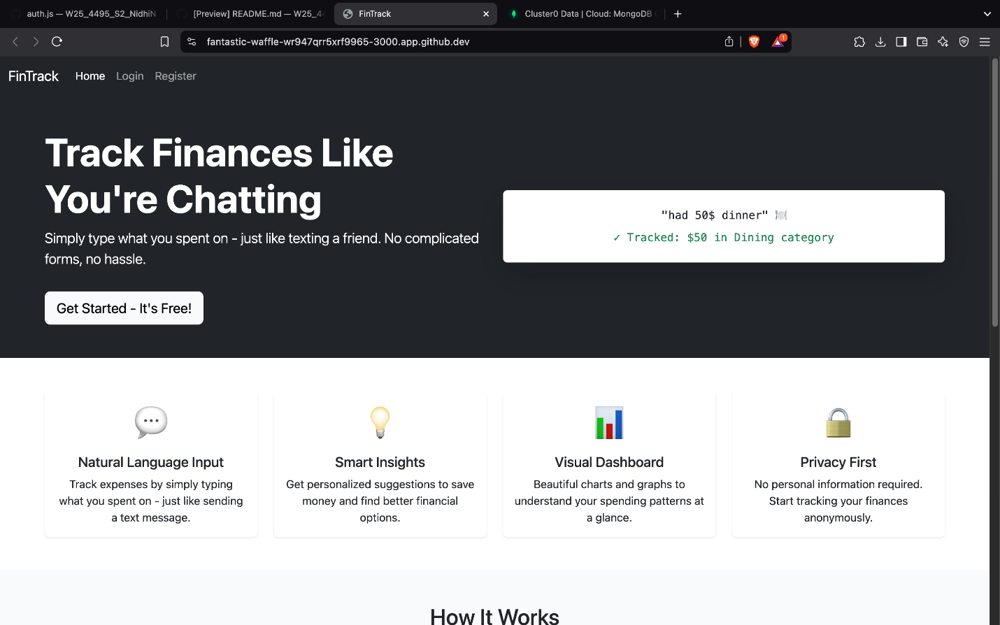 auth.js — W25_4495_S2_NidhiN
[Preview] README.md — W25_4
FinTrack
Cluster0 Data | Cloud: MongoDB
fantastic-waffle-wr947qrr5xrf9965-3000.app.github.dev
1
FinTrack
Home
Login
Register
Track Finances Like
You're Chatting
Simply type what you spent on - just like texting a friend. No complicated
forms, no hassle.
Get Started - It's Free!
"had 50$ dinner" 🍽️
✓ Tracked: $50 in Dining category
Natural Language Input
Track expenses by simply typing
what you spent on - just like sending
a text message.
Smart Insights
Get personalized suggestions to save
money and find better financial
options.
Visual Dashboard
Beautiful charts and graphs to
understand your spending patterns at
a glance.
Privacy First
No personal information required.
Start tracking your finances
anonymously.
How It Works